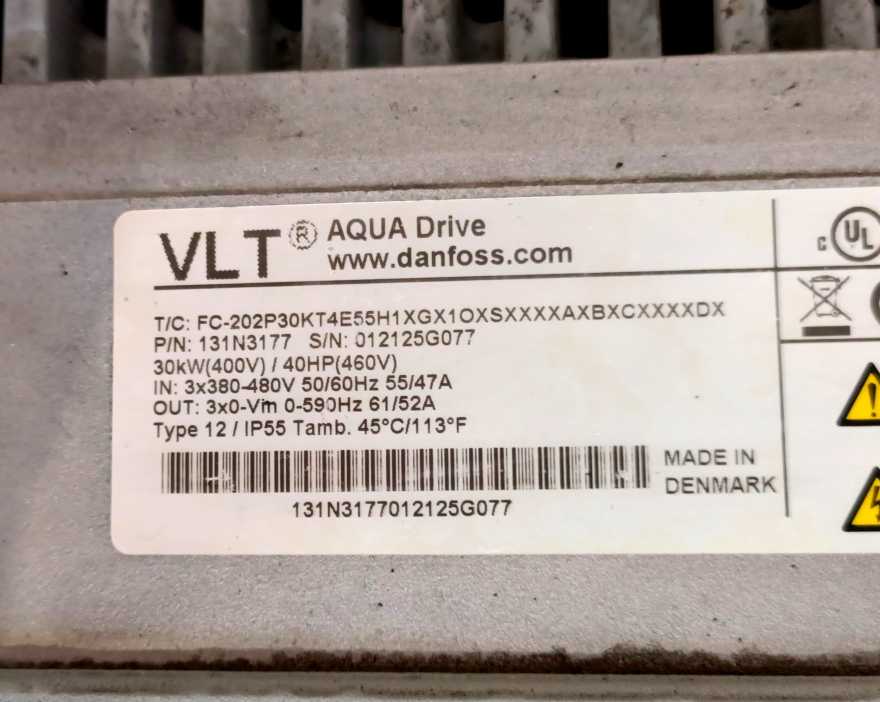 VLT® AQUA Drive
www.danfoss.com
T/C: FC-202P30KT4E55H1XGX1OXSXXXXAXBXCXXXXDX
P/N: 131N3177 S/N: 012125G077
30kW(400V) / 40HP(460V)
IN: 3x380-480V 50/60Hz 55/47A
OUT: 3x0-Vin 0-590Hz 61/52A
Type 12 / IP55 Tamb. 45°C/113°F
MADE IN
DENMARK
131N3177012125G077
c UL